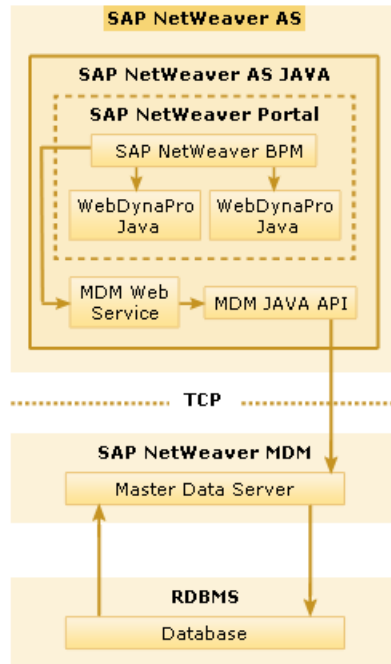 SAP NetWeaver AS
SAP NetWeaver AS JAVA
SAP NetWeaver Portal
SAP NetWeaver BPM
WebDynaPro
Java
WebDynaPro
Java
MDM Web
Service
MDM JAVA API
TCP
SAP NetWeaver MDM
Master Data Server
RDBMS
Database